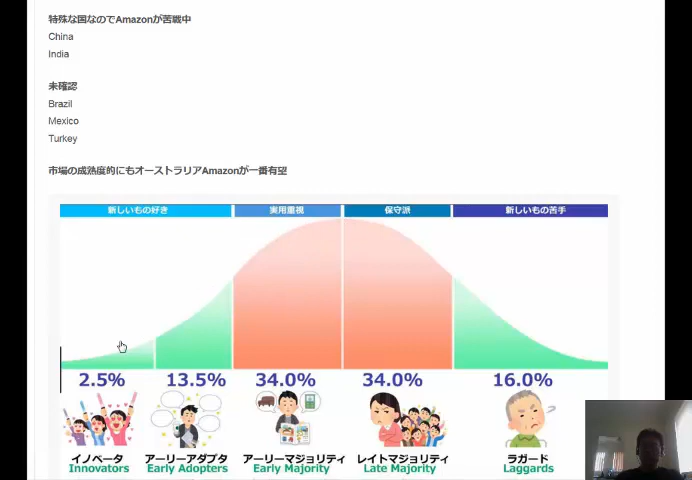 特殊な国なのでAmazonが苦戦中
China
India
未確認
Brazil
Mexico
Turkey
市場の成熟度的にもオーストラリアAmazonが一番有望
新しいもの好き 実用重視 保守派 新しいもの苦手
2.5% 13.5% 34.0% 34.0% 16.0%
イノベータ アーリーアダプタ アーリーマジョリティ レイトマジョリティ ラガード
Innovators Early Adopters Early Majority Late Majority Laggards